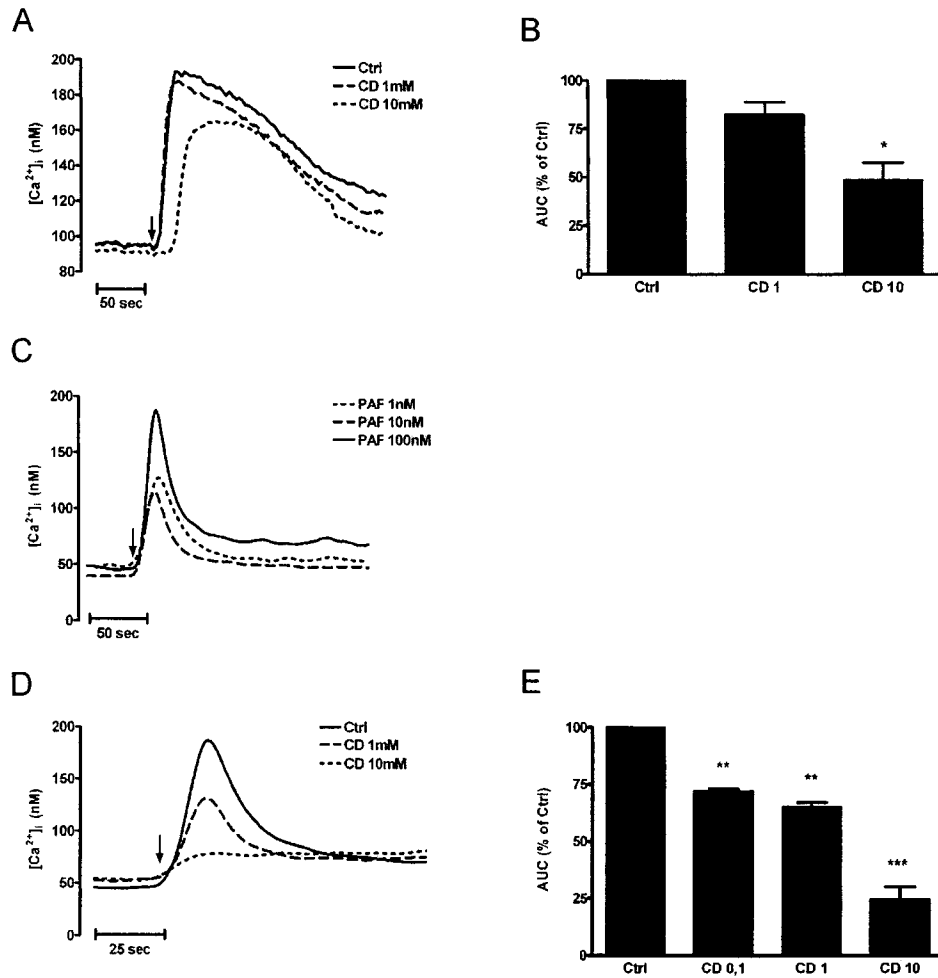 A
200
180
160
140
120
100
80
[Ca2+]i (nM)
Ctrl
CD 1mM
CD 10mM
50 sec
B
100
75
50
25
0
AUC (% of Ctrl)
*
Ctrl
CD 1
CD 10
C
200
150
100
50
0
[Ca2+]i (nM)
PAF 1nM
PAF 10nM
PAF 100nM
50 sec
D
200
150
100
50
0
[Ca2+]i (nM)
Ctrl
CD 1mM
CD 10mM
25 sec
E
100
75
50
25
0
AUC (% of Ctrl)
**
**
***
Ctrl
CD 0,1
CD 1
CD 10